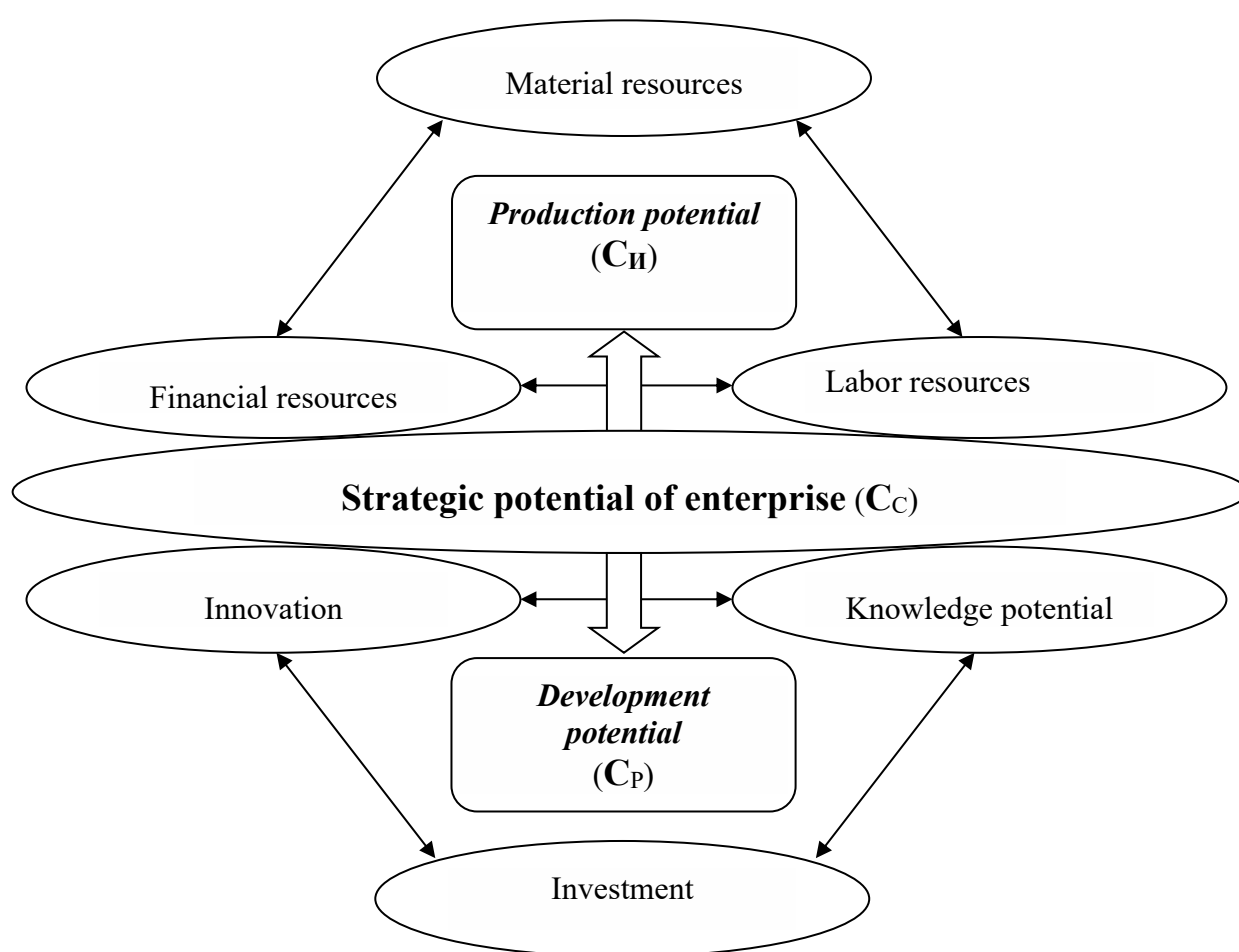 Material resources
Production potential
(Cи)
Financial resources
Labor resources
Strategic potential of enterprise (CC)
Innovation
Knowledge potential
Development
potential
(CP)
Investment